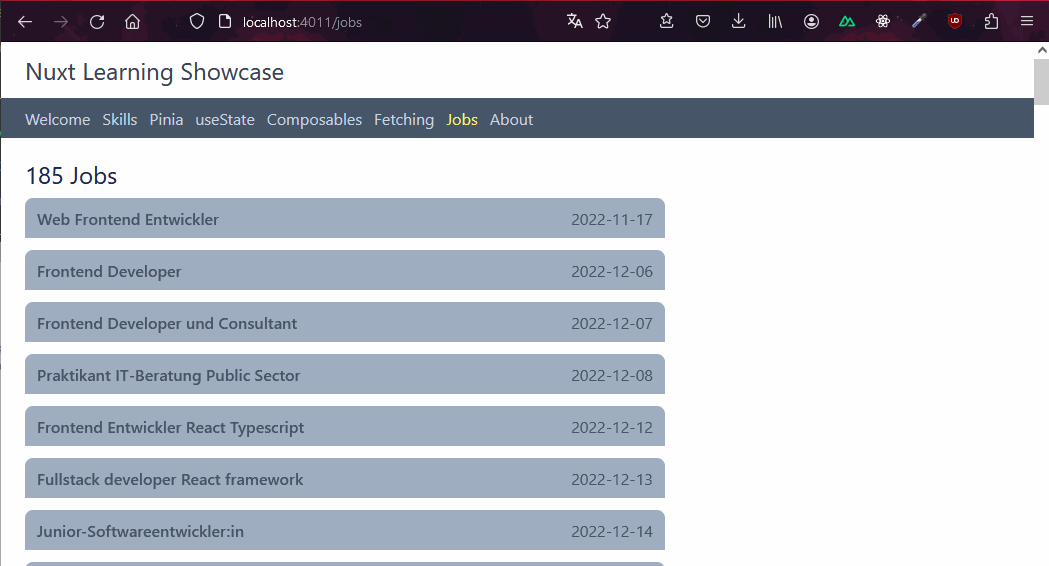 localhost:4011/jobs
Nuxt Learning Showcase
Welcome Skills Pinia useState Composables Fetching Jobs About
185 Jobs
Web Frontend Entwickler 2022-11-17
Frontend Developer 2022-12-06
Frontend Developer und Consultant 2022-12-07
Praktikant IT-Beratung Public Sector 2022-12-08
Frontend Entwickler React Typescript 2022-12-12
Fullstack developer React framework 2022-12-13
Junior-Softwareentwickler:in 2022-12-14